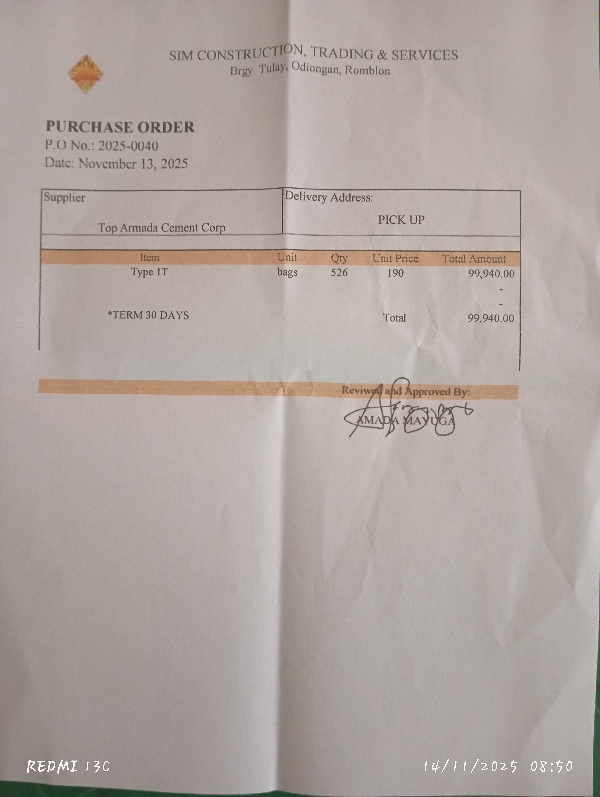 SIM CONSTRUCTION, TRADING & SERVICES
Brgy. Tulay, Odiongan, Romblon
PURCHASE ORDER
P.O No.: 2025-0040
Date: November 13, 2025
Supplier Delivery Address:
Top Armada Cement Corp PICK UP
Item Unit Qty Unit Price Total Amount
Type 1T bags 526 190 99,940.00
-
-
*TERM 30 DAYS Total 99,940.00
Reviwed and Approved By:
AMADA MAYUGA
REDMI 13C 14/11/2025 08:50